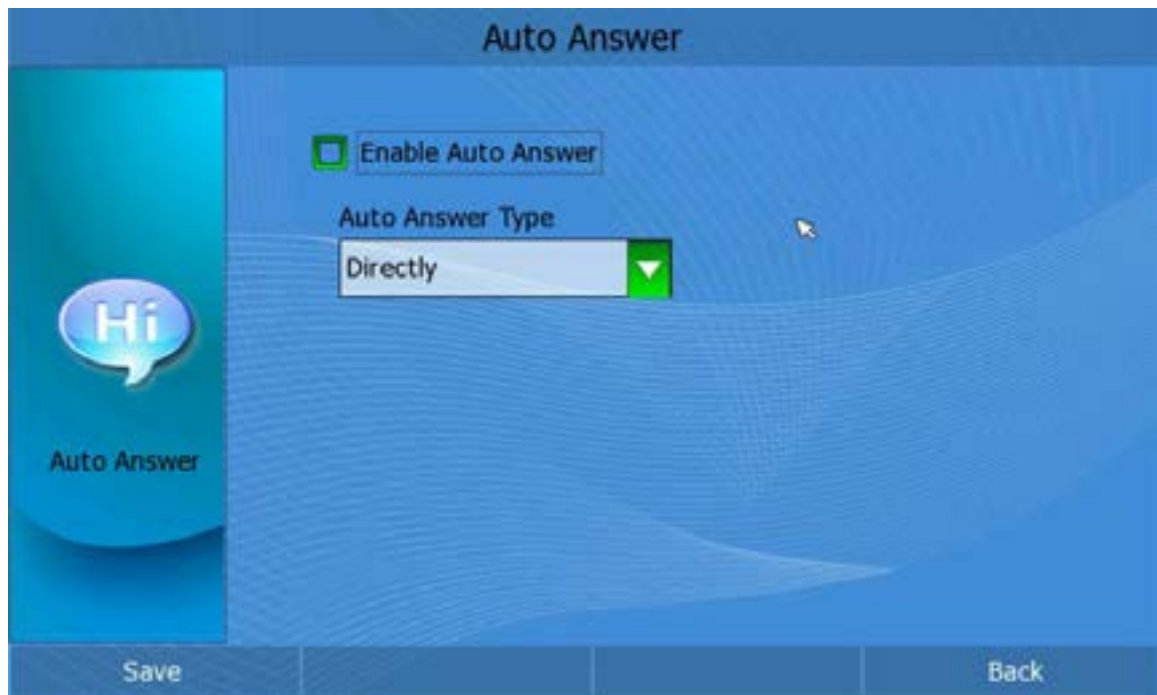 Auto Answer
Enable Auto Answer
Auto Answer Type
Directly
Hi
Auto Answer
Save Back